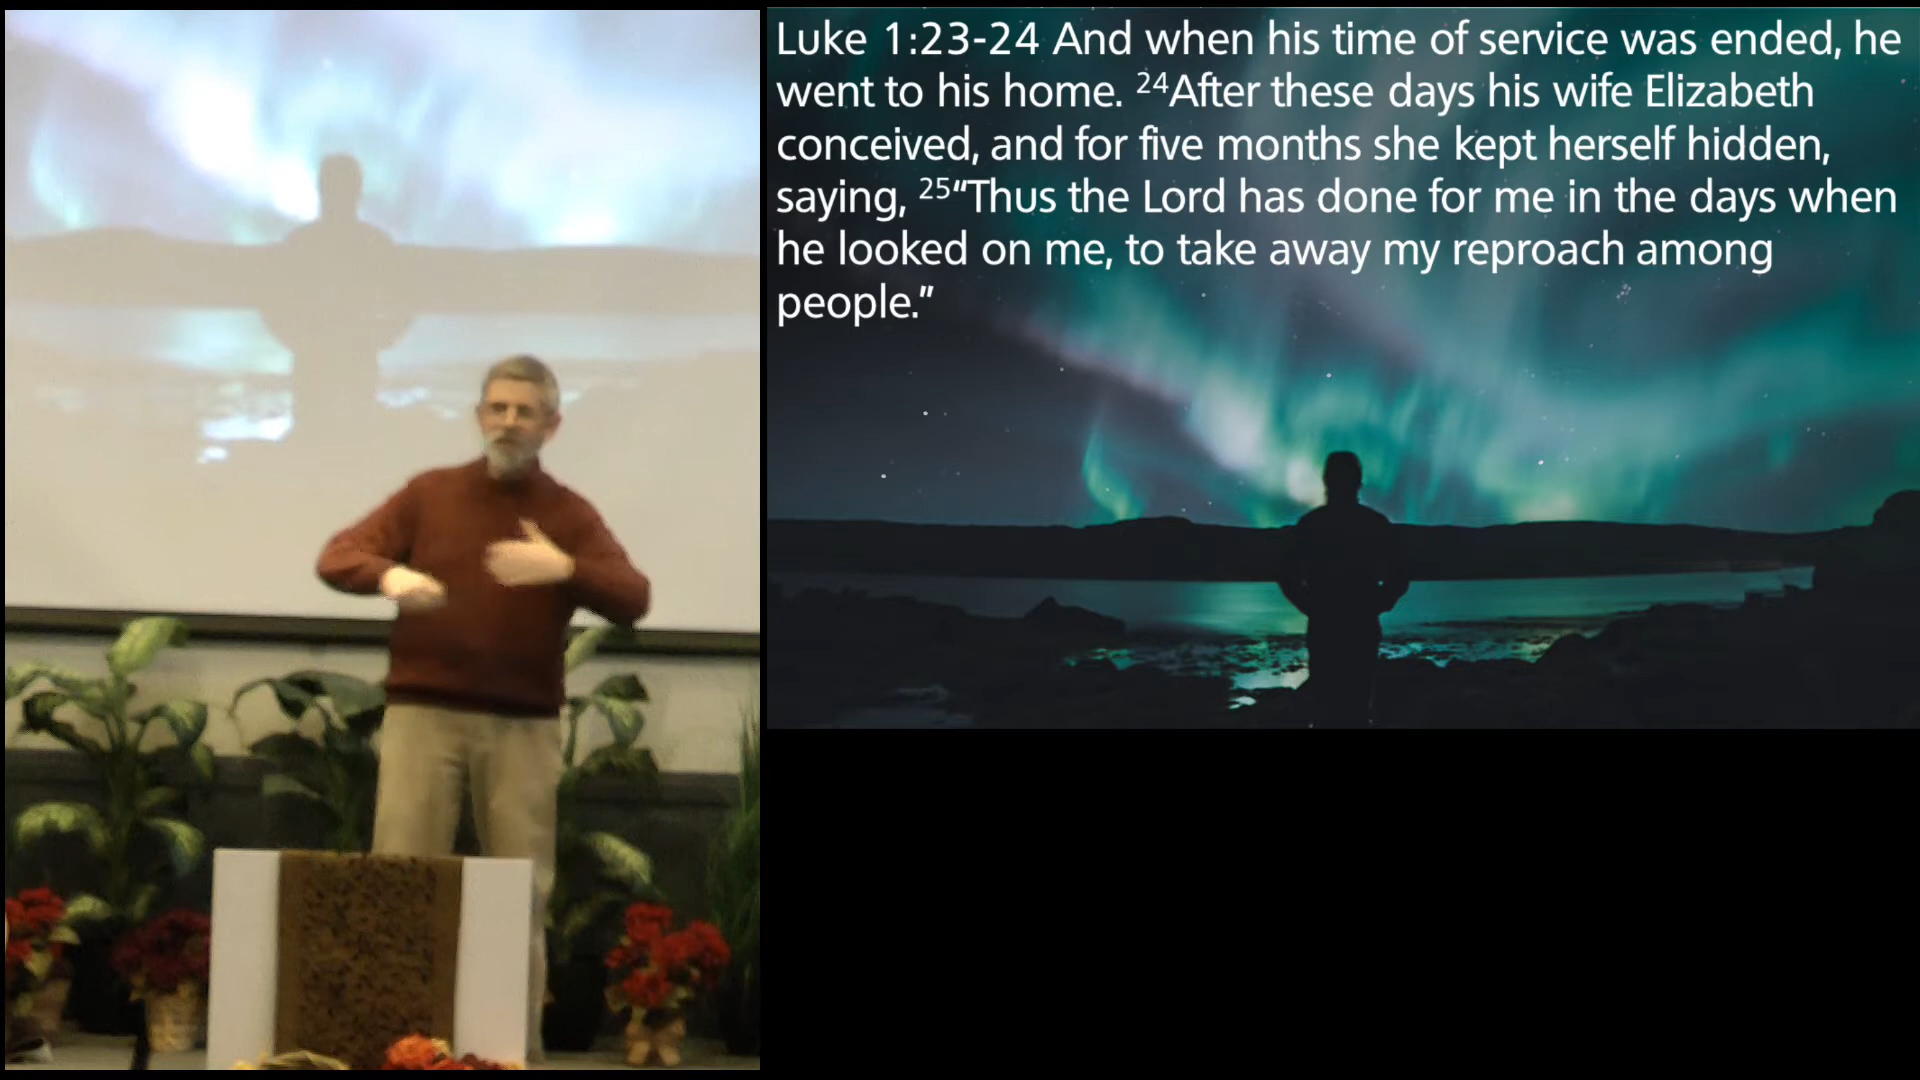 Luke 1:23-24 And when his time of service was ended, he
went to his home. ²⁴After these days his wife Elizabeth
conceived, and for five months she kept herself hidden,
saying, ²⁵“Thus the Lord has done for me in the days when
he looked on me, to take away my reproach among
people.”